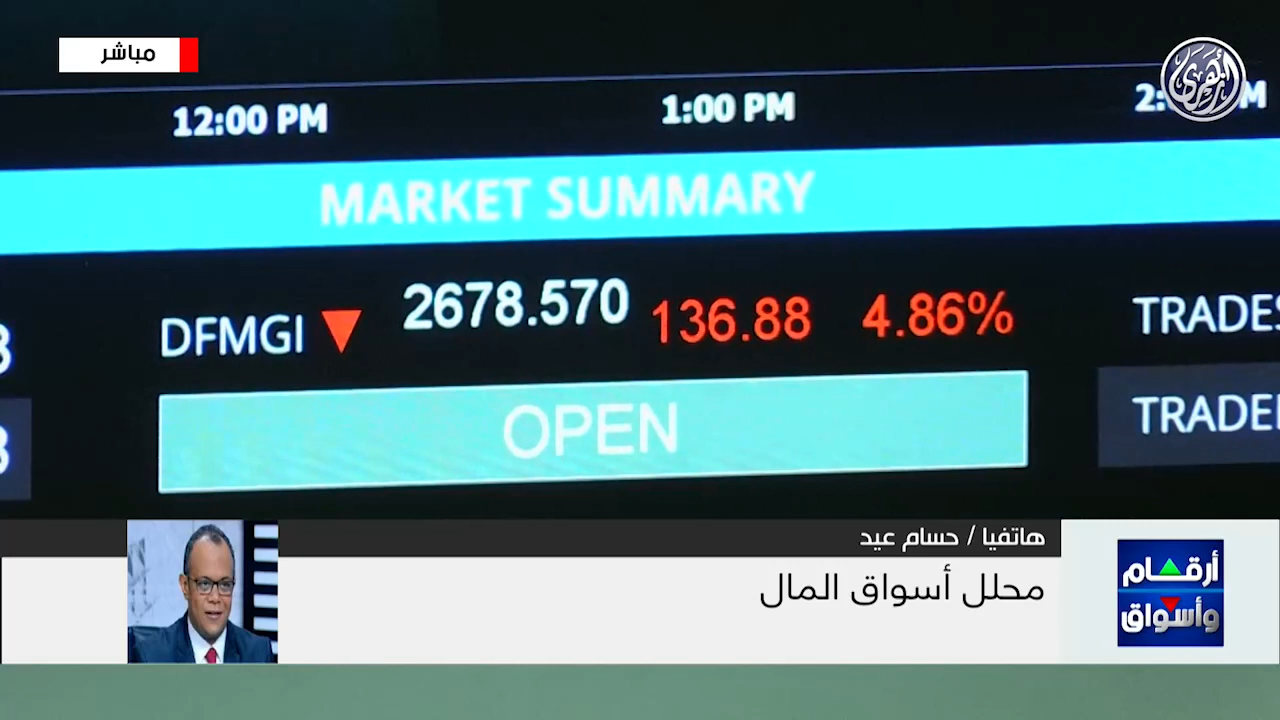 مباشر
12:00 PM
1:00 PM
MARKET SUMMARY
DFMGI ▼ 2678.570 136.88 4.86%
TRADES
OPEN
هاتفيا / حسام عيد
محلل أسواق المال
أرقام
وأسواق